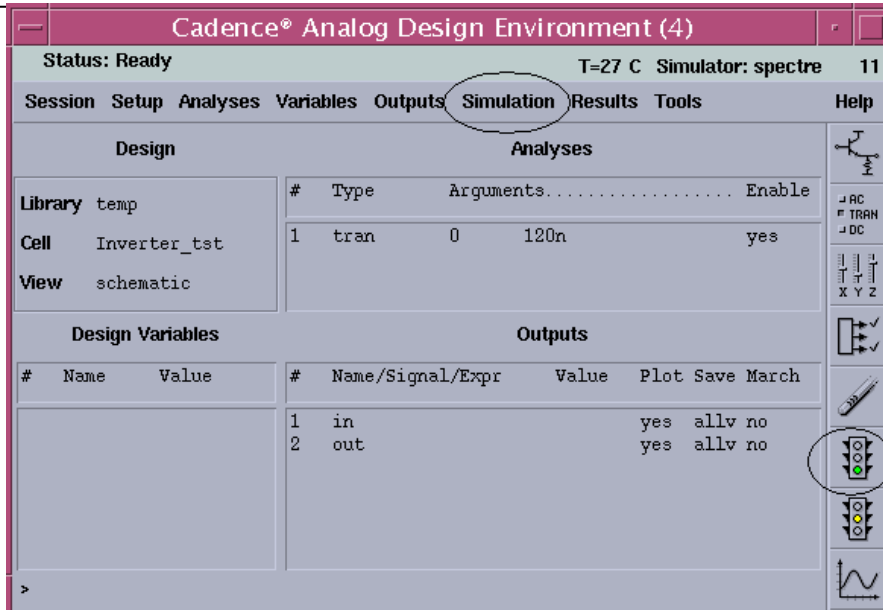 Cadence® Analog Design Environment (4)
Status: Ready T=27 C Simulator: spectre 11
Session Setup Analyses Variables Outputs Simulation Results Tools Help
Design
Library temp
Cell Inverter_tst
View schematic
Analyses
# Type Arguments................... Enable
1 tran 0 120n yes
Design Variables
# Name Value
Outputs
# Name/Signal/Expr Value Plot Save March
1 in yes allv no
2 out yes allv no
AC
TRAN
DC
X Y Z
>